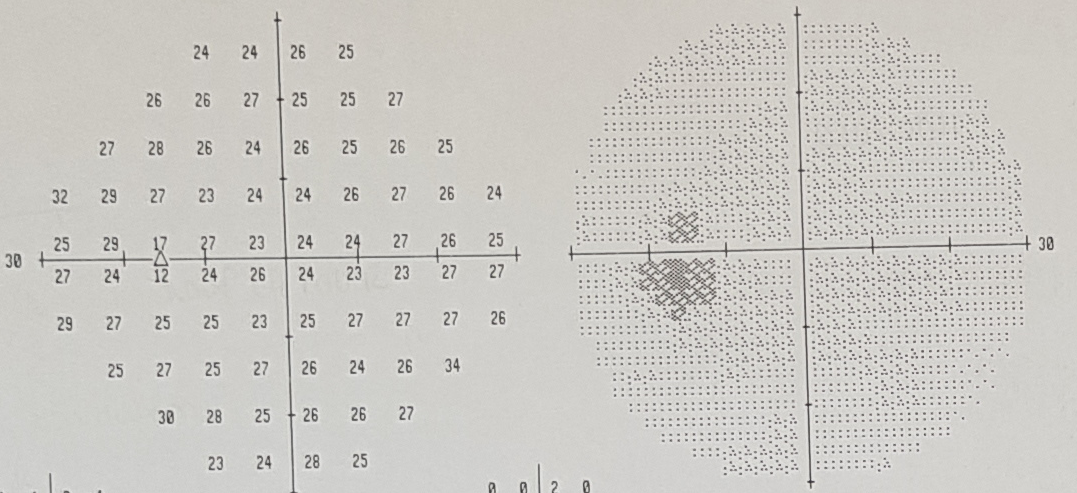 24 24 26 25
26 26 27 25 25 27
27 28 26 24 26 25 26 25
32 29 27 23 24 24 26 27 26 24
25 29 17 27 23 24 24 27 26 25
30 30
27 24 12 24 26 24 23 23 27 27
29 27 25 25 23 25 27 27 27 26
25 27 25 27 26 24 26 34
30 28 25 26 26 27
23 24 28 25
0 0 2 0